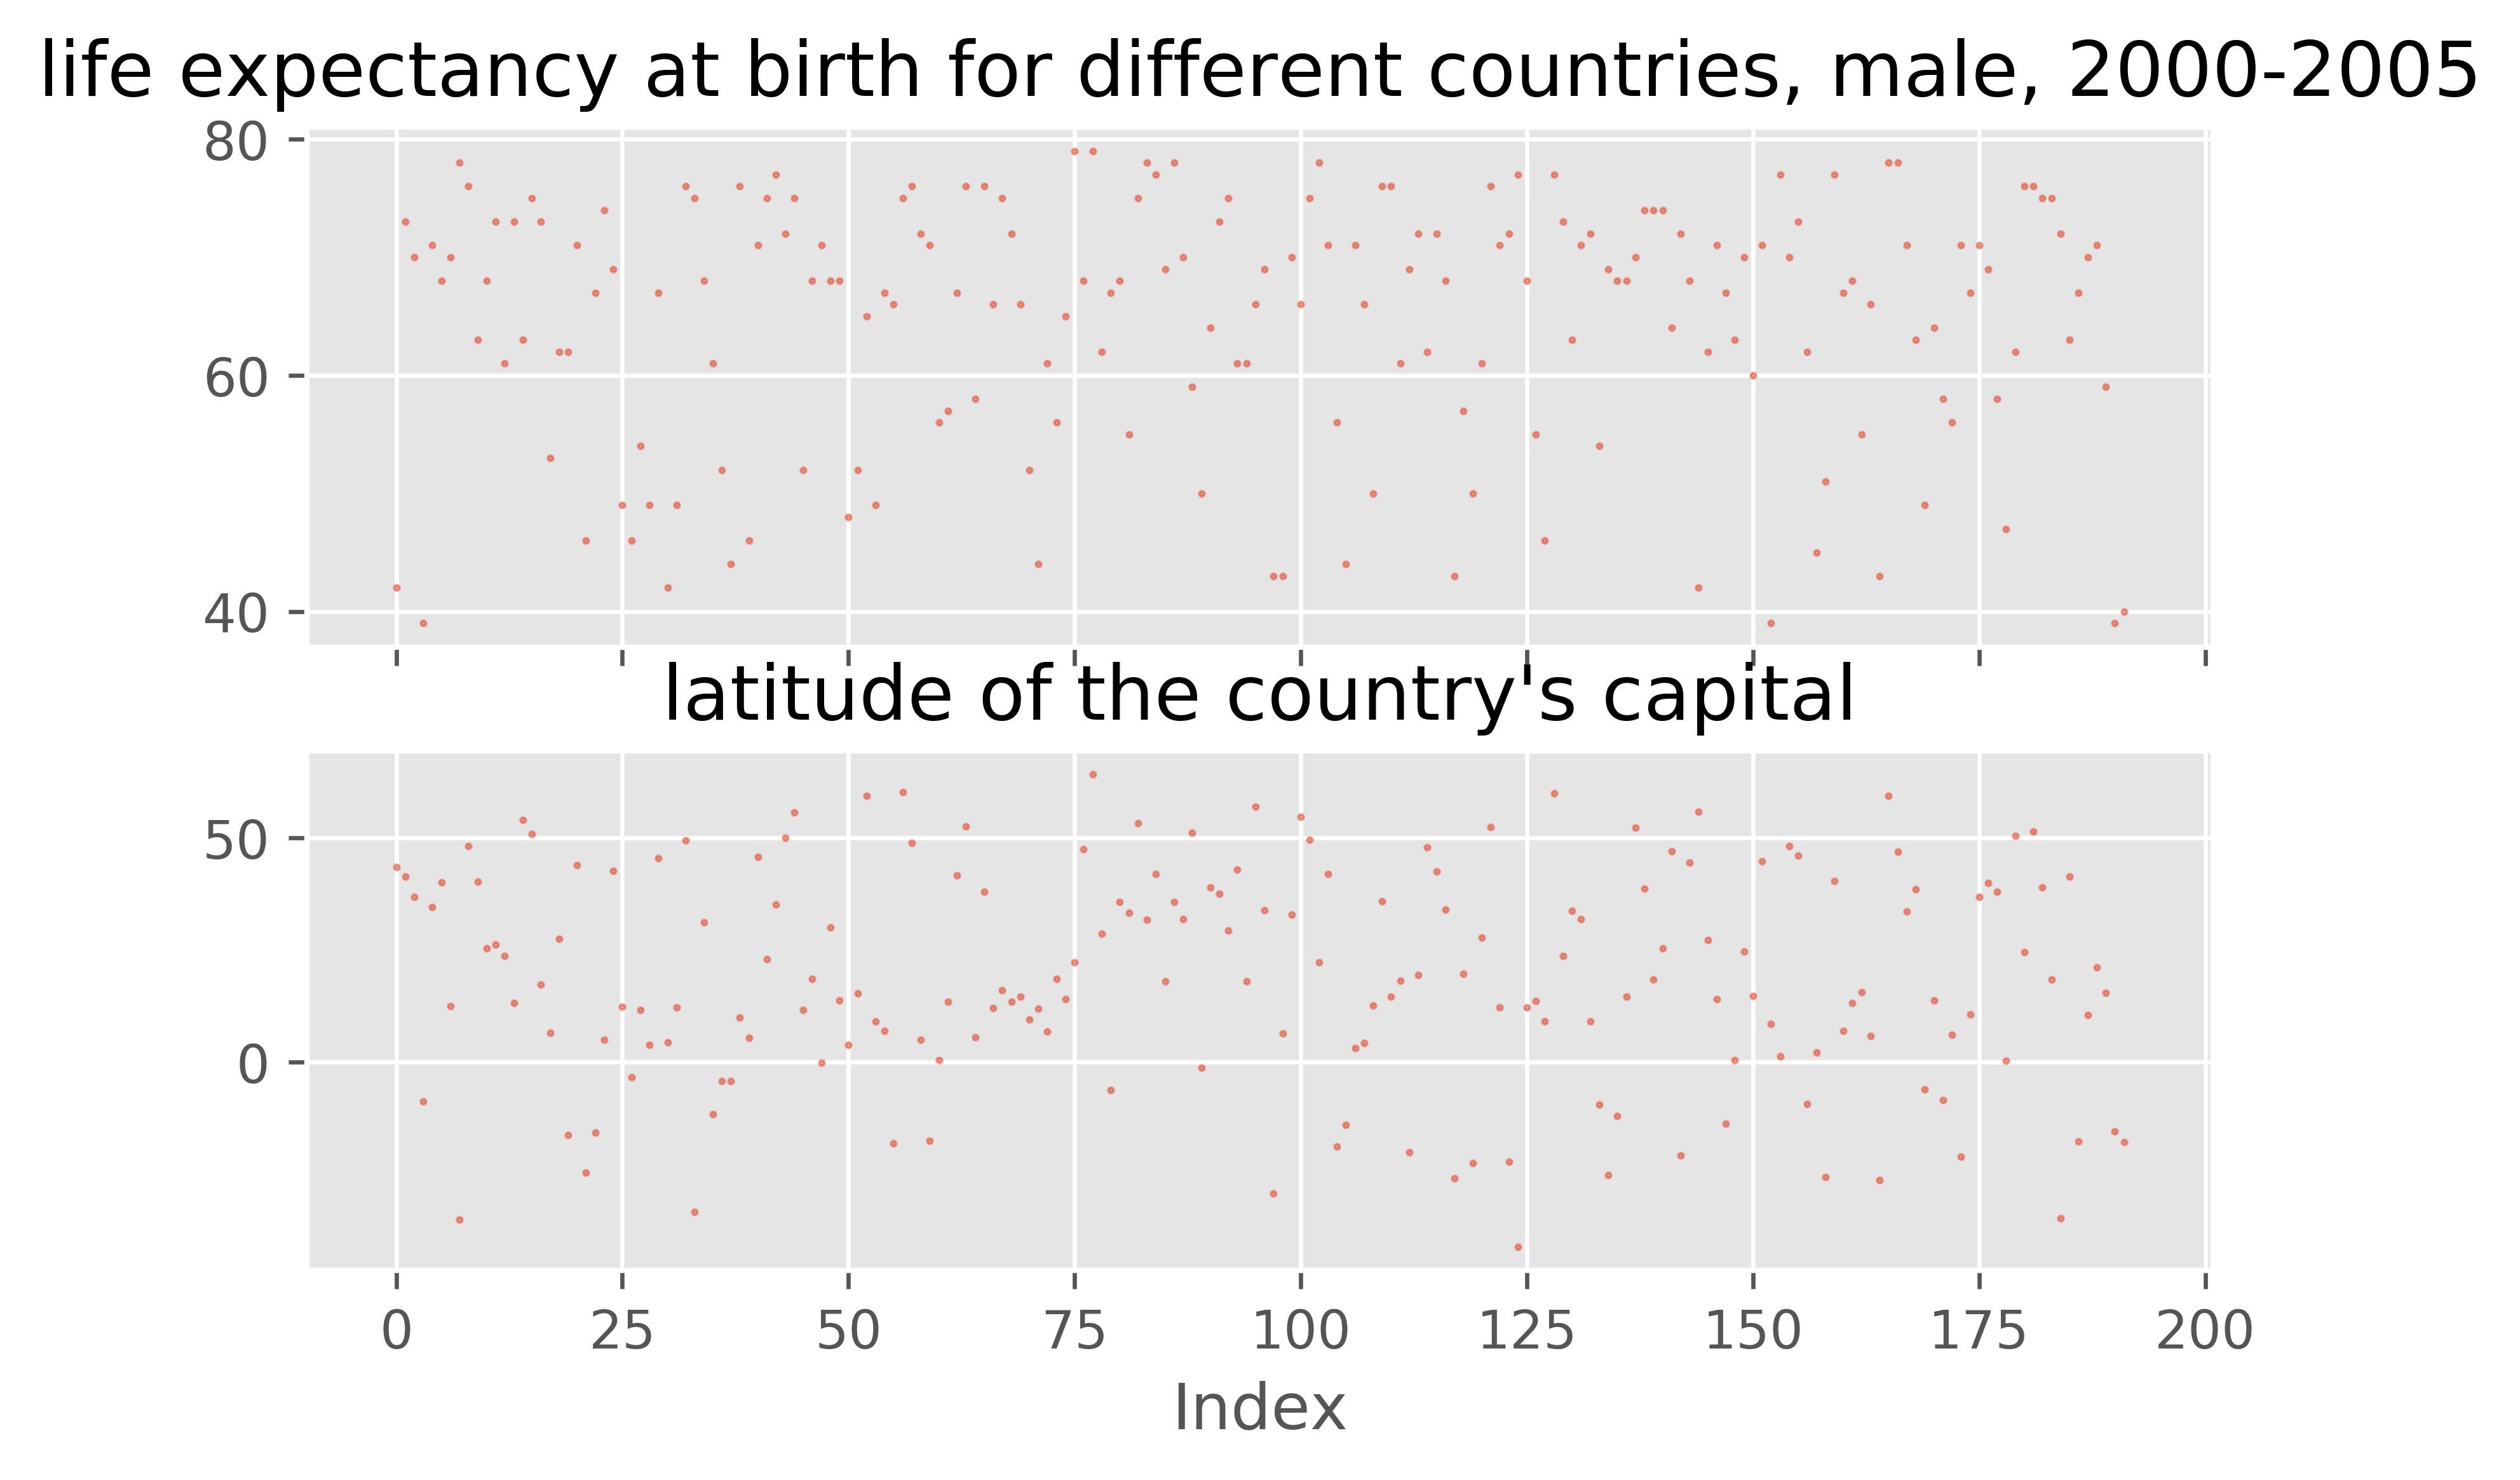 life expectancy at birth for different countries, male, 2000-2005
80
60
40
latitude of the country's capital
50
0
0 25 50 75 100 125 150 175 200
Index